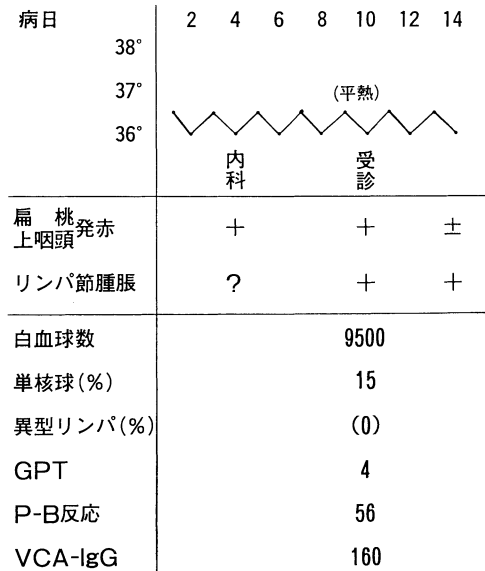 病日 2 4 6 8 10 12 14
38°
37° (平熱)
36°
内科 受診
扁桃上咽頭発赤 + + ±
リンパ節腫脹 ? + +
白血球数 9500
単核球(%) 15
異型リンパ(%) (0)
GPT 4
P-B反応 56
VCA-IgG 160